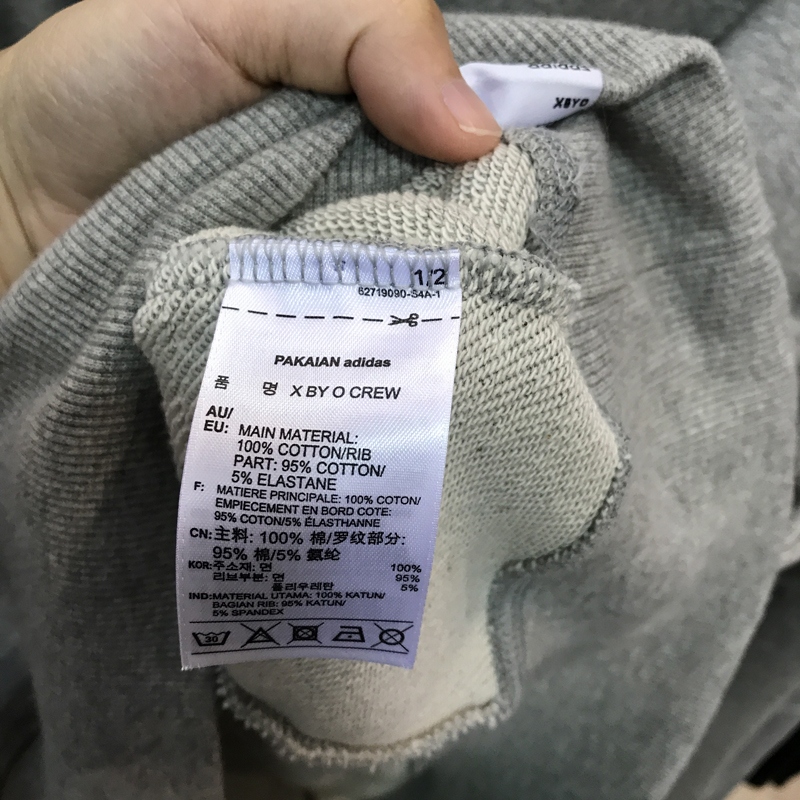 XBYO
1/2
62719090-S4A-1
PAKAIAN adidas
품 명 X BY O CREW
AU/
EU: MAIN MATERIAL:
100% COTTON/RIB
PART: 95% COTTON/
5% ELASTANE
F: MATIERE PRINCIPALE: 100% COTON/
EMPIECEMENT EN BORD COTE:
95% COTON/5% ÉLASTHANNE
CN:主料: 100% 棉/罗纹部分:
95% 棉/5% 氨纶
KOR:주소재: 면 100%
리브부분: 면 95%
폴리우레탄 5%
IND:MATERIAL UTAMA: 100% KATUN/
BAGIAN RIB: 95% KATUN/
5% SPANDEX
30